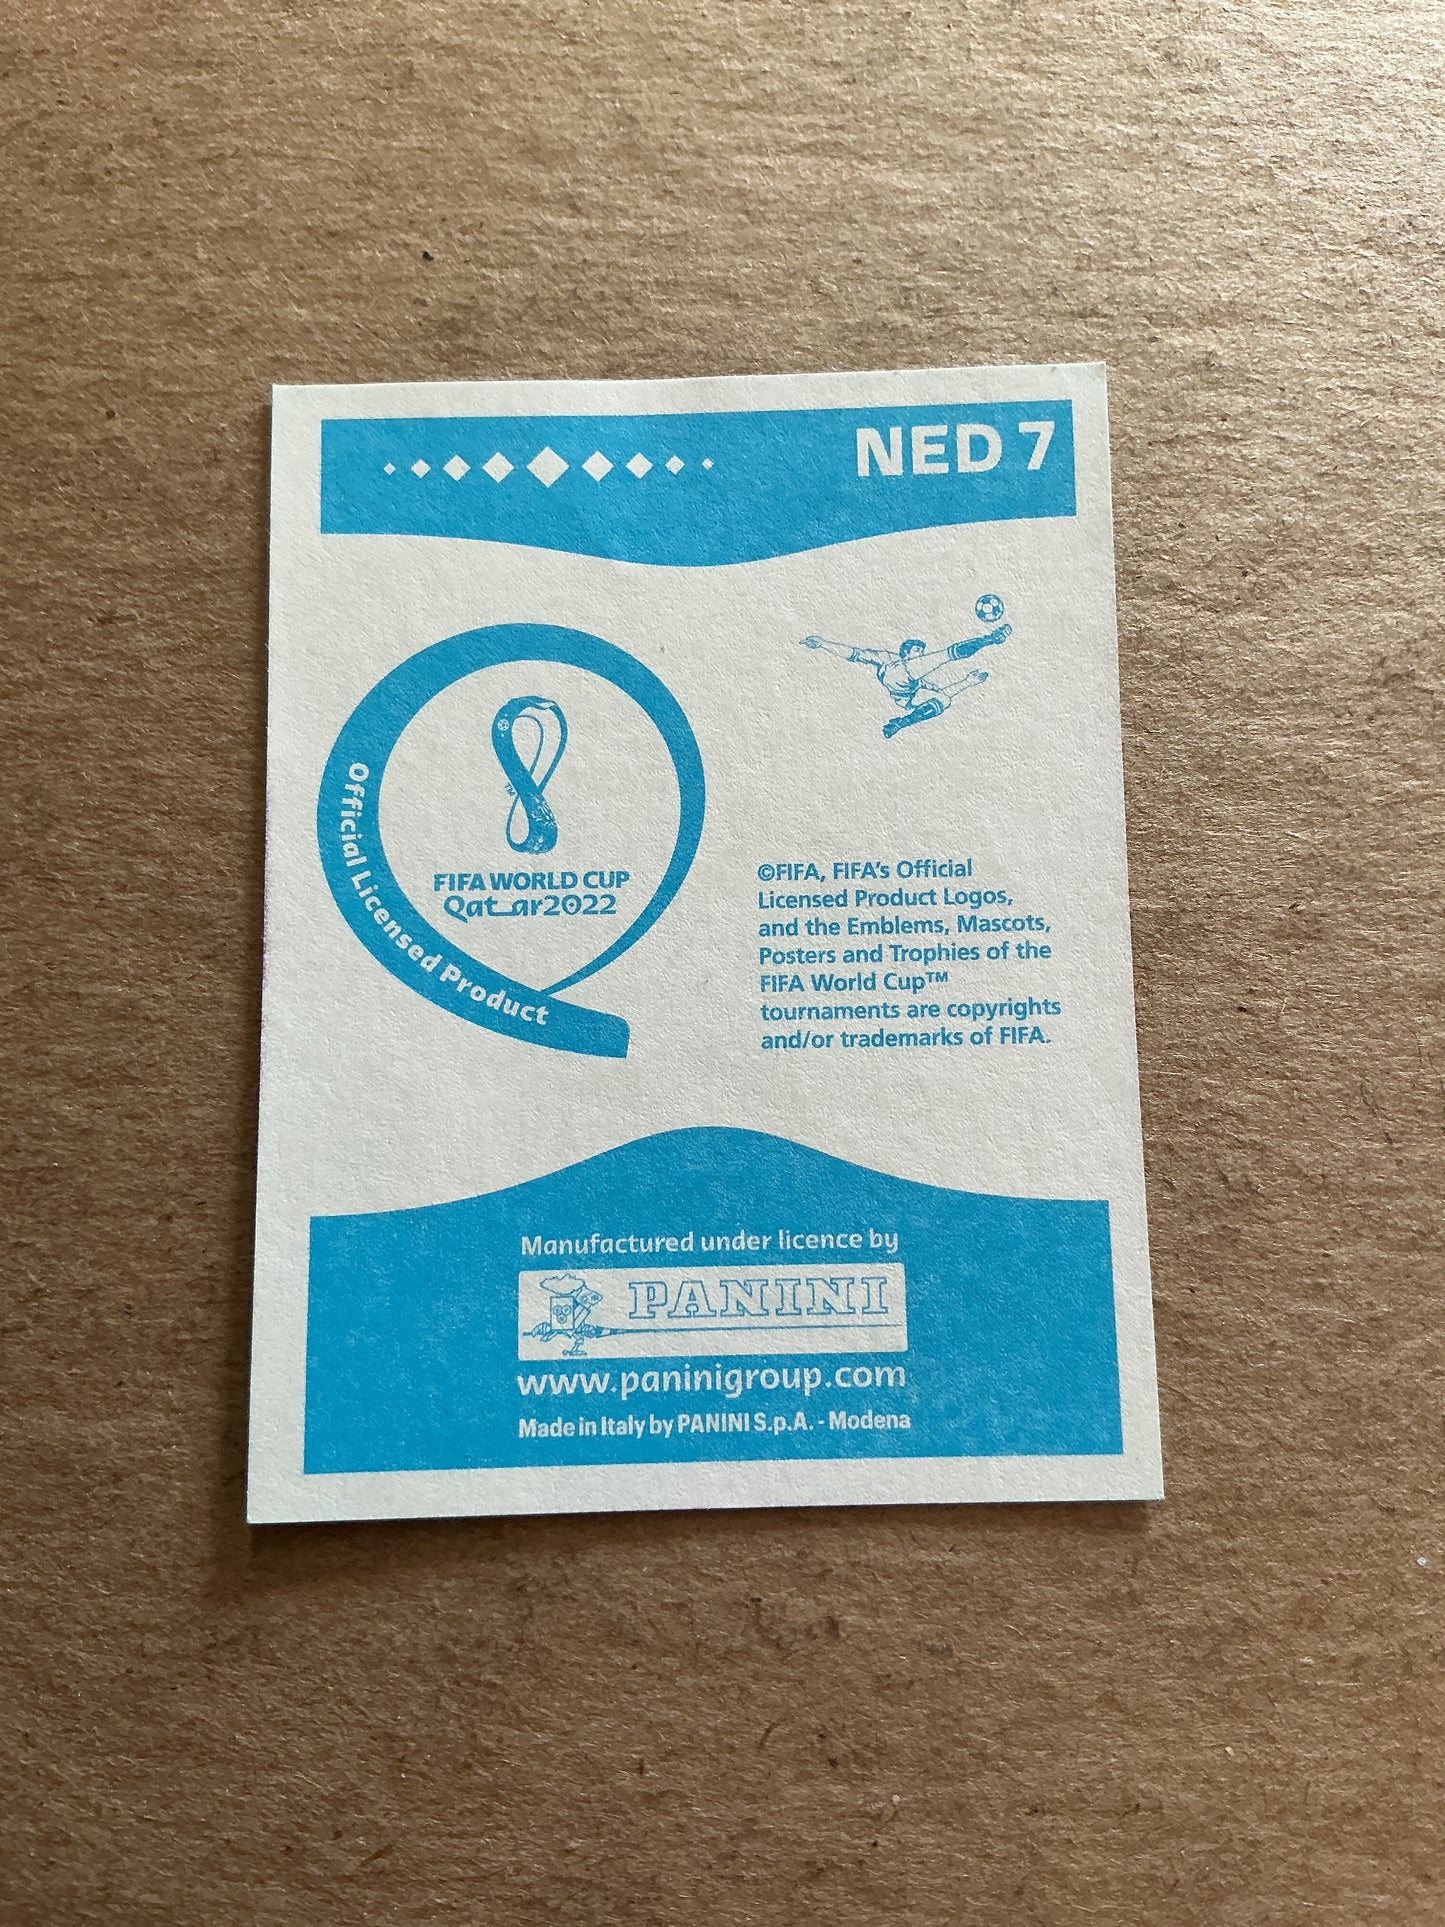 NED 7
Official Licensed Product
TM
FIFA WORLD CUP
Qatar2022
©FIFA, FIFA's Official
Licensed Product Logos,
and the Emblems, Mascots,
Posters and Trophies of the
FIFA World Cup™
tournaments are copyrights
and/or trademarks of FIFA.
Manufactured under licence by
PANINI
www.paninigroup.com
Made in Italy by PANINI S.p.A. - Modena